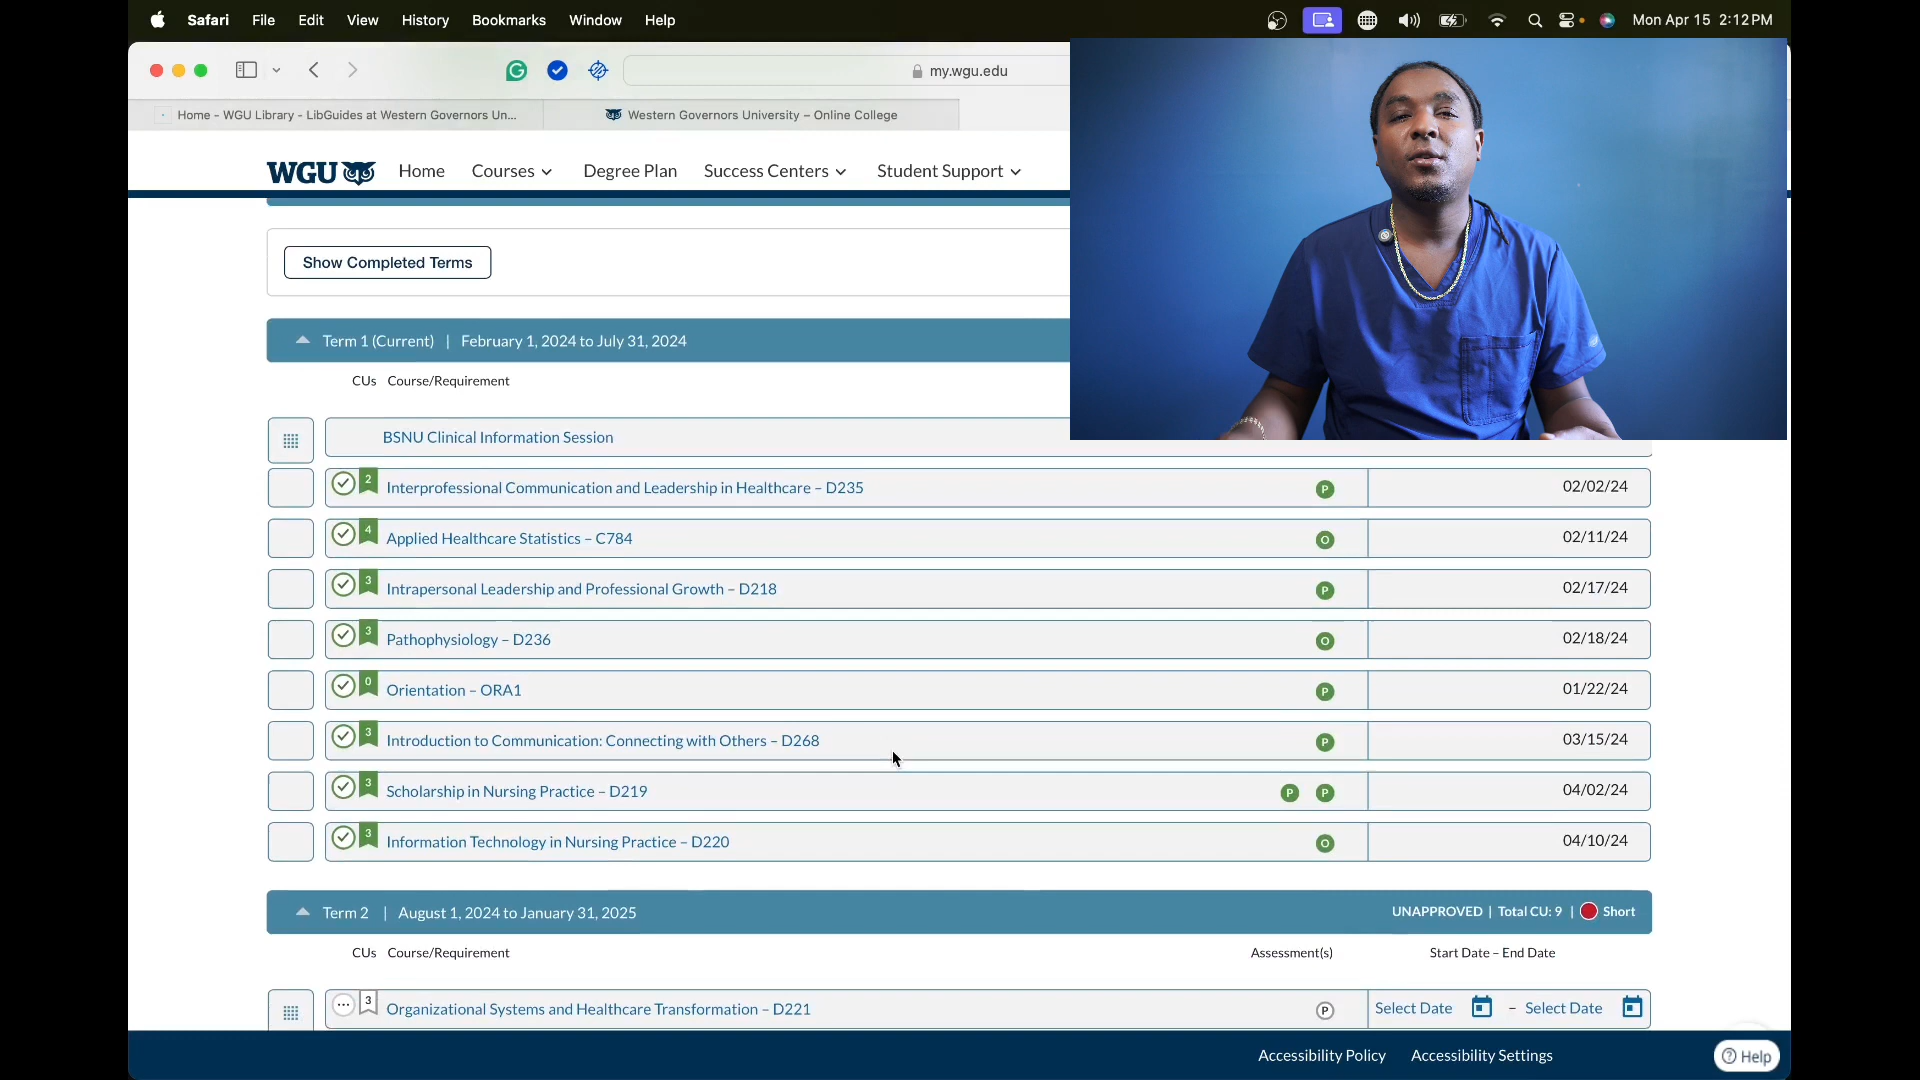 Safari File Edit View History Bookmarks Window Help Mon Apr 15 2:12 PM
my.wgu.edu
Home - WGU Library - LibGuides at Western Governors Un... Western Governors University – Online College
WGU Home Courses Degree Plan Success Centers Student Support
Show Completed Terms
Term 1 (Current) | February 1, 2024 to July 31, 2024
CUs Course/Requirement
BSNU Clinical Information Session
2 Interprofessional Communication and Leadership in Healthcare – D235 P 02/02/24
4 Applied Healthcare Statistics – C784 O 02/11/24
3 Intrapersonal Leadership and Professional Growth – D218 P 02/17/24
3 Pathophysiology – D236 O 02/18/24
0 Orientation – ORA1 P 01/22/24
3 Introduction to Communication: Connecting with Others – D268 P 03/15/24
3 Scholarship in Nursing Practice – D219 P P 04/02/24
3 Information Technology in Nursing Practice – D220 O 04/10/24
Term 2 | August 1, 2024 to January 31, 2025 UNAPPROVED | Total CU: 9 | Short
CUs Course/Requirement Assessment(s) Start Date – End Date
3 Organizational Systems and Healthcare Transformation – D221 P Select Date – Select Date
Accessibility Policy Accessibility Settings Help